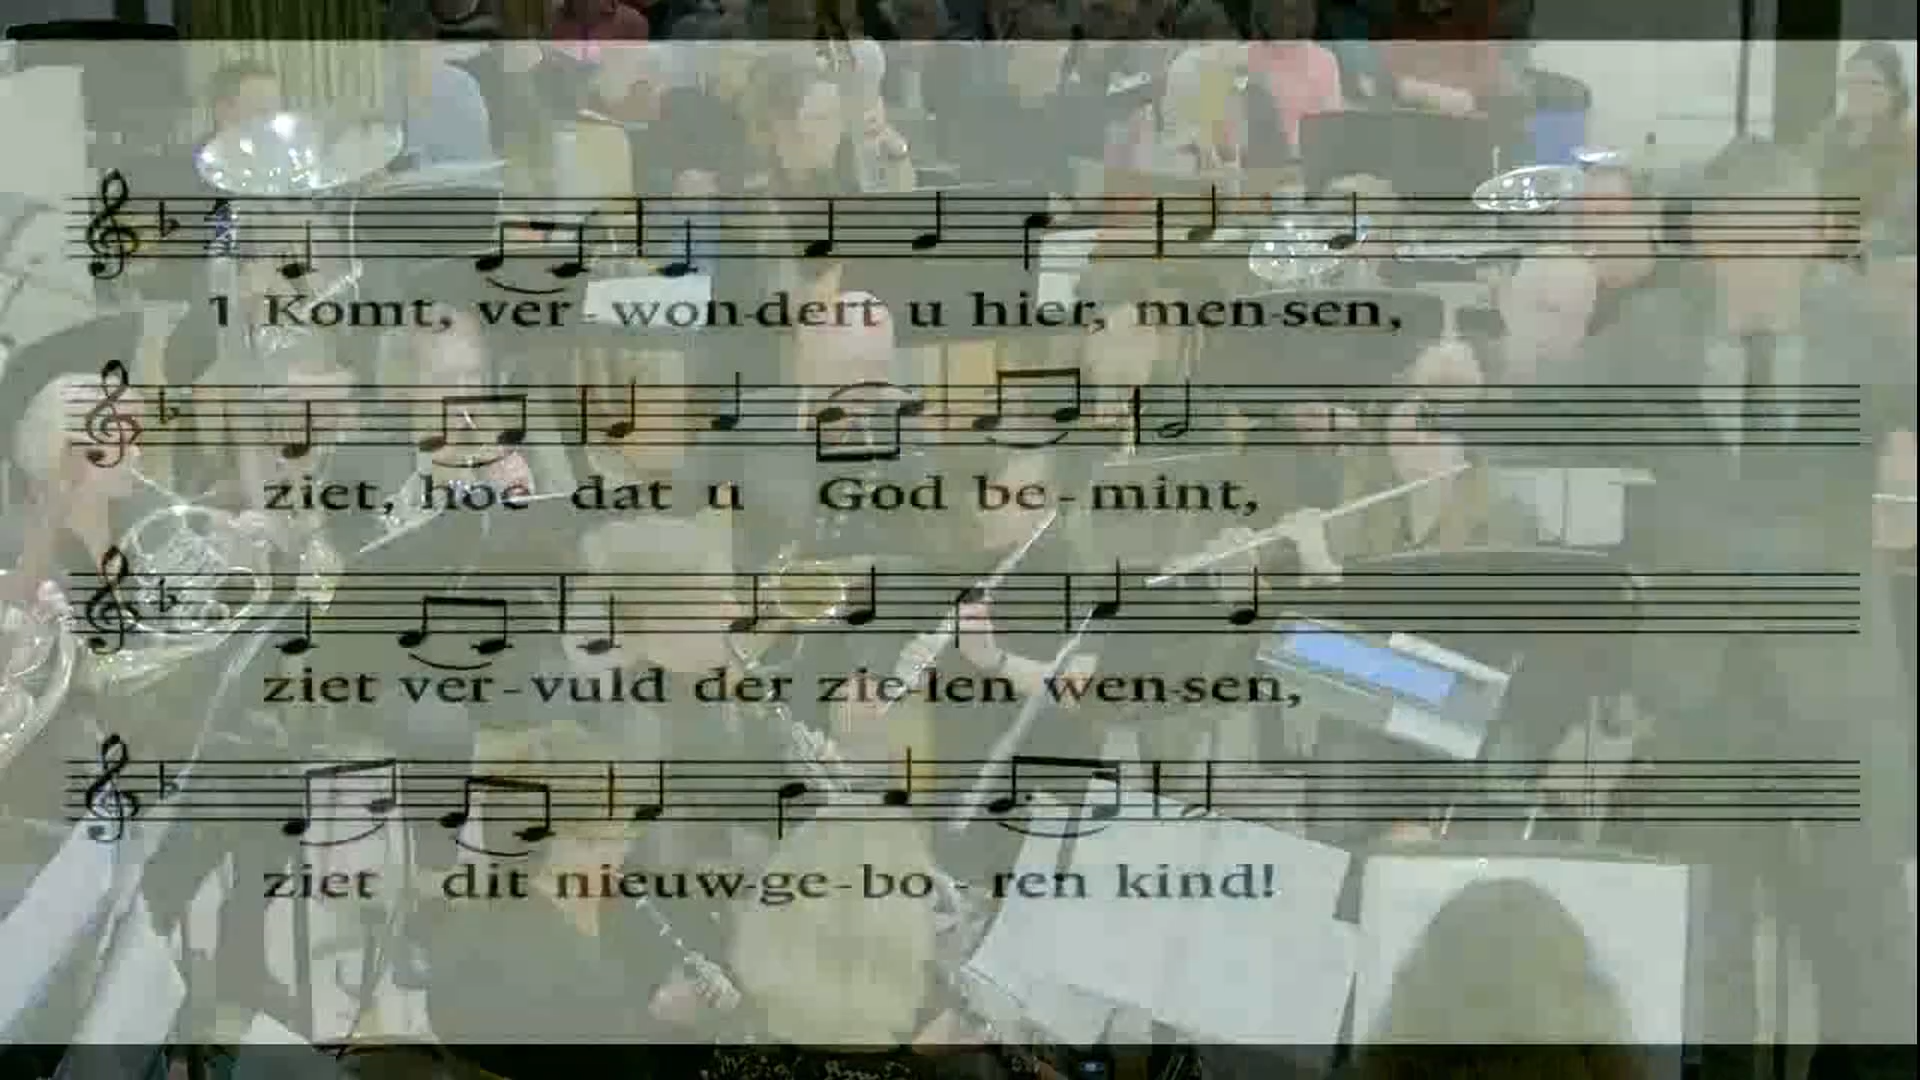 1 Komt, ver-won-dert u hier, men-sen,
ziet, hoe dat u God be-mint,
ziet ver-vuld der zie-len wen-sen,
ziet dit nieuw-ge-bo-ren kind!